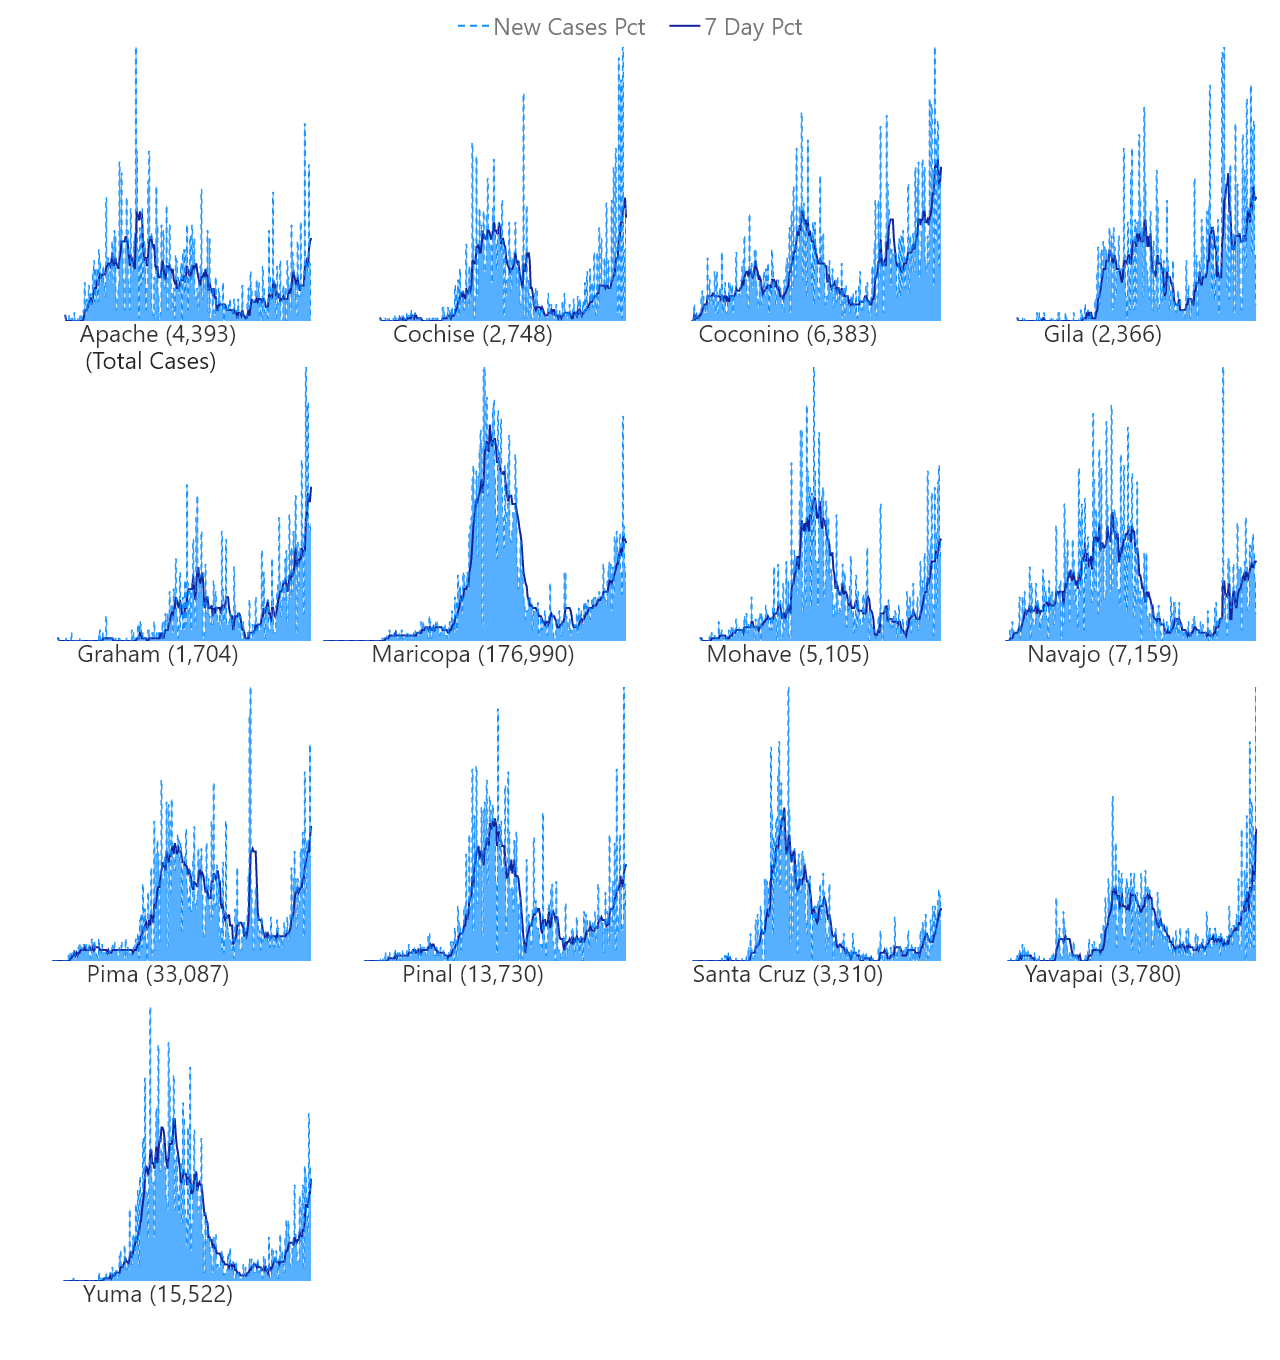 New Cases Pct 7 Day Pct
Apache (4,393) Cochise (2,748) Coconino (6,383) Gila (2,366)
(Total Cases)
Graham (1,704) Maricopa (176,990) Mohave (5,105) Navajo (7,159)
Pima (33,087) Pinal (13,730) Santa Cruz (3,310) Yavapai (3,780)
Yuma (15,522)